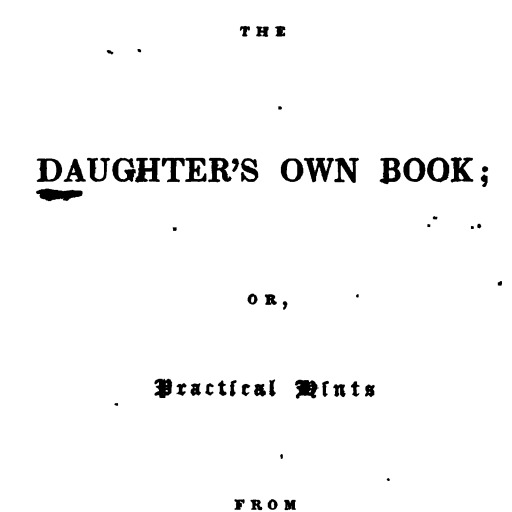 THE
DAUGHTER'S OWN BOOK;
OR,
Practical Hints
FROM